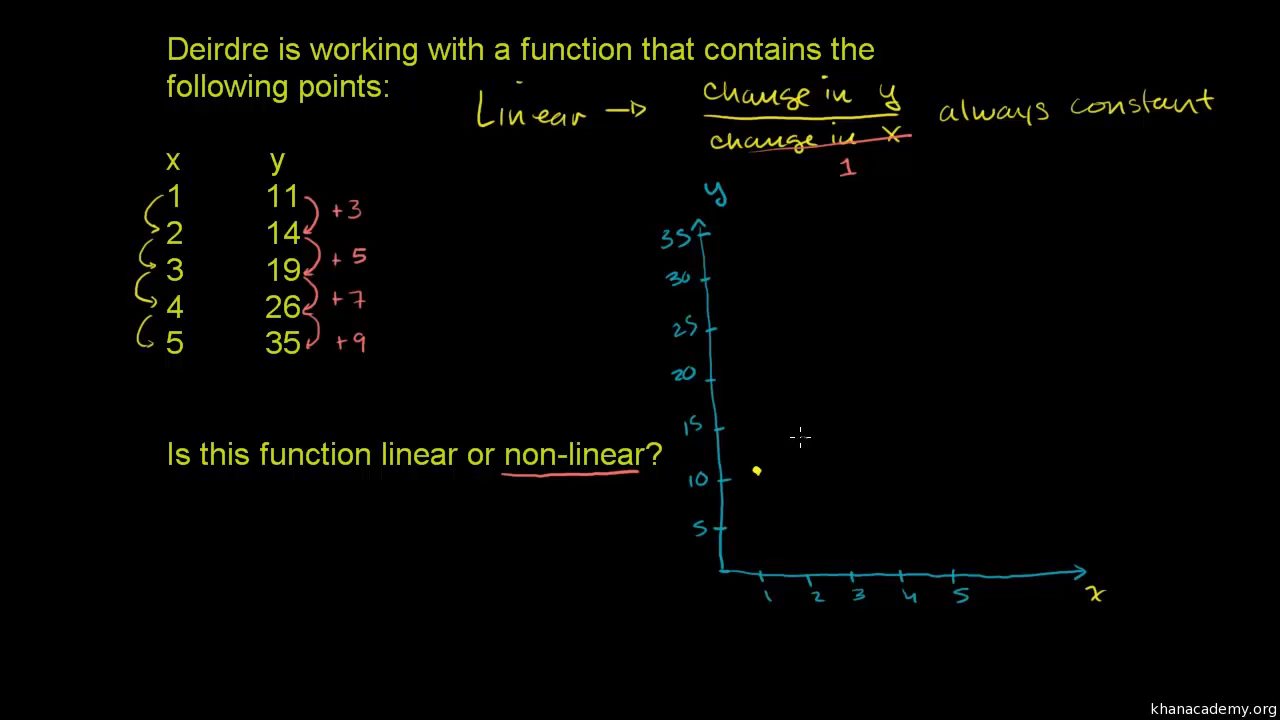 Deirdre is working with a function that contains the
following points:
Linear → change in y always constant
change in x
1
x y
1 11
+3
2 14
+5
3 19
+7
4 26
+9
5 35
Is this function linear or non-linear?
y
35
30
25
20
15
10
5
1 2 3 4 5 x
khanacademy.org